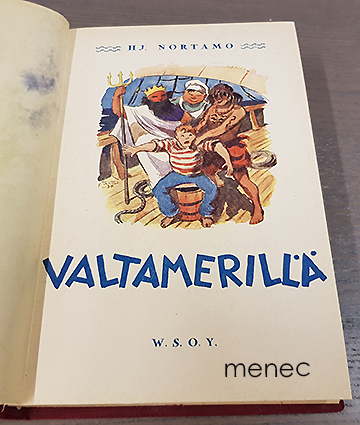 HJ. NORTAMO
VALTAMERILLÄ
W. S. O. Y.
menec